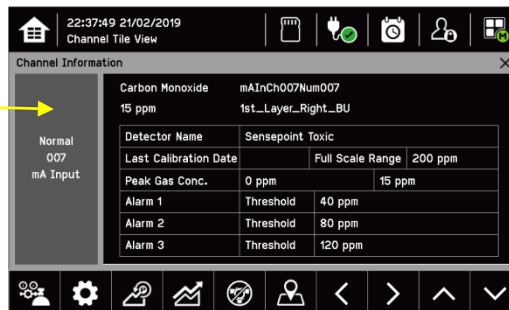 22:37:49 21/02/2019
Channel Tile View
Channel Information
Carbon Monoxide mAInCh007Num007
15 ppm 1st_Layer_Right_BU
Normal
007
mA Input
Detector Name Sensepoint Toxic
Last Calibration Date Full Scale Range 200 ppm
Peak Gas Conc. 0 ppm 15 ppm
Alarm 1 Threshold 40 ppm
Alarm 2 Threshold 80 ppm
Alarm 3 Threshold 120 ppm